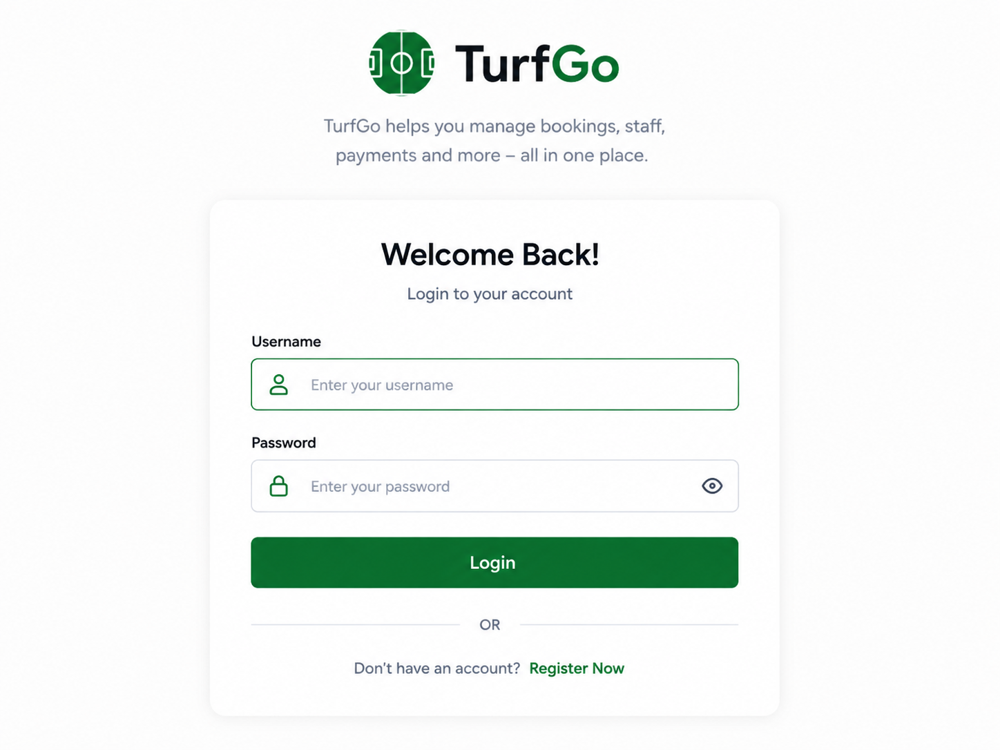 TurfGo
TurfGo helps you manage bookings, staff,
payments and more – all in one place.
Welcome Back!
Login to your account
Username
Enter your username
Password
Enter your password
Login
OR
Don't have an account? Register Now